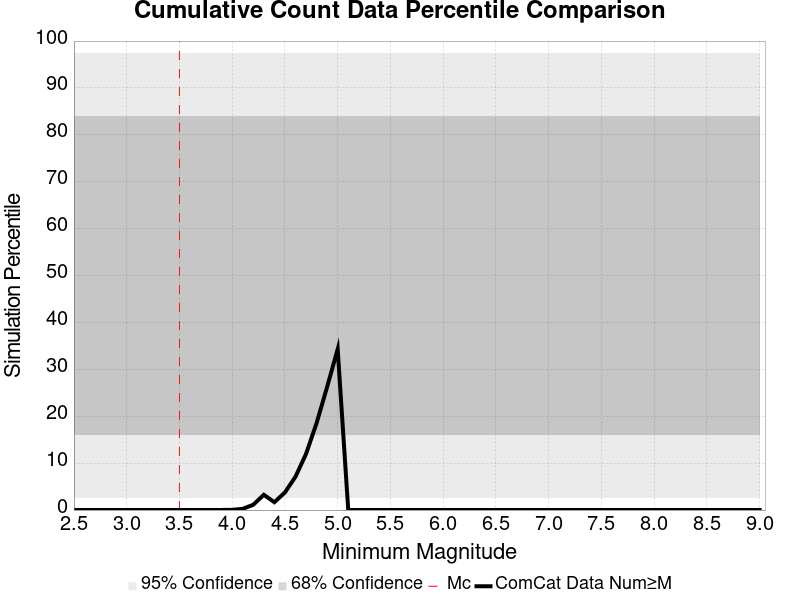 Cumulative Count Data Percentile Comparison
100
90
80
70
60
50
40
30
20
10
0
Simulation Percentile
2.5 3.0 3.5 4.0 4.5 5.0 5.5 6.0 6.5 7.0 7.5 8.0 8.5 9.0
Minimum Magnitude
95% Confidence 68% Confidence Mc ComCat Data Num≥M